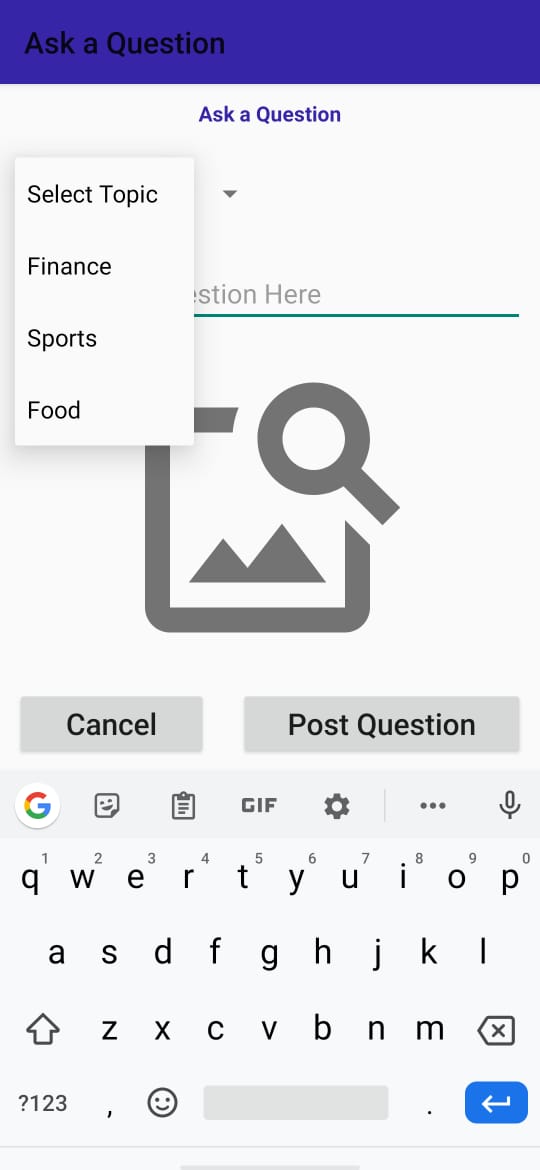 Ask a Question
Ask a Question
Select Topic
Finance
Sports
Food
Here
Cancel
Post Question
GIF
1 2 3 4 5 6 7 8 9 0
q w e r t y u i o p
a s d f g h j k l
z x c v b n m
?123 , .